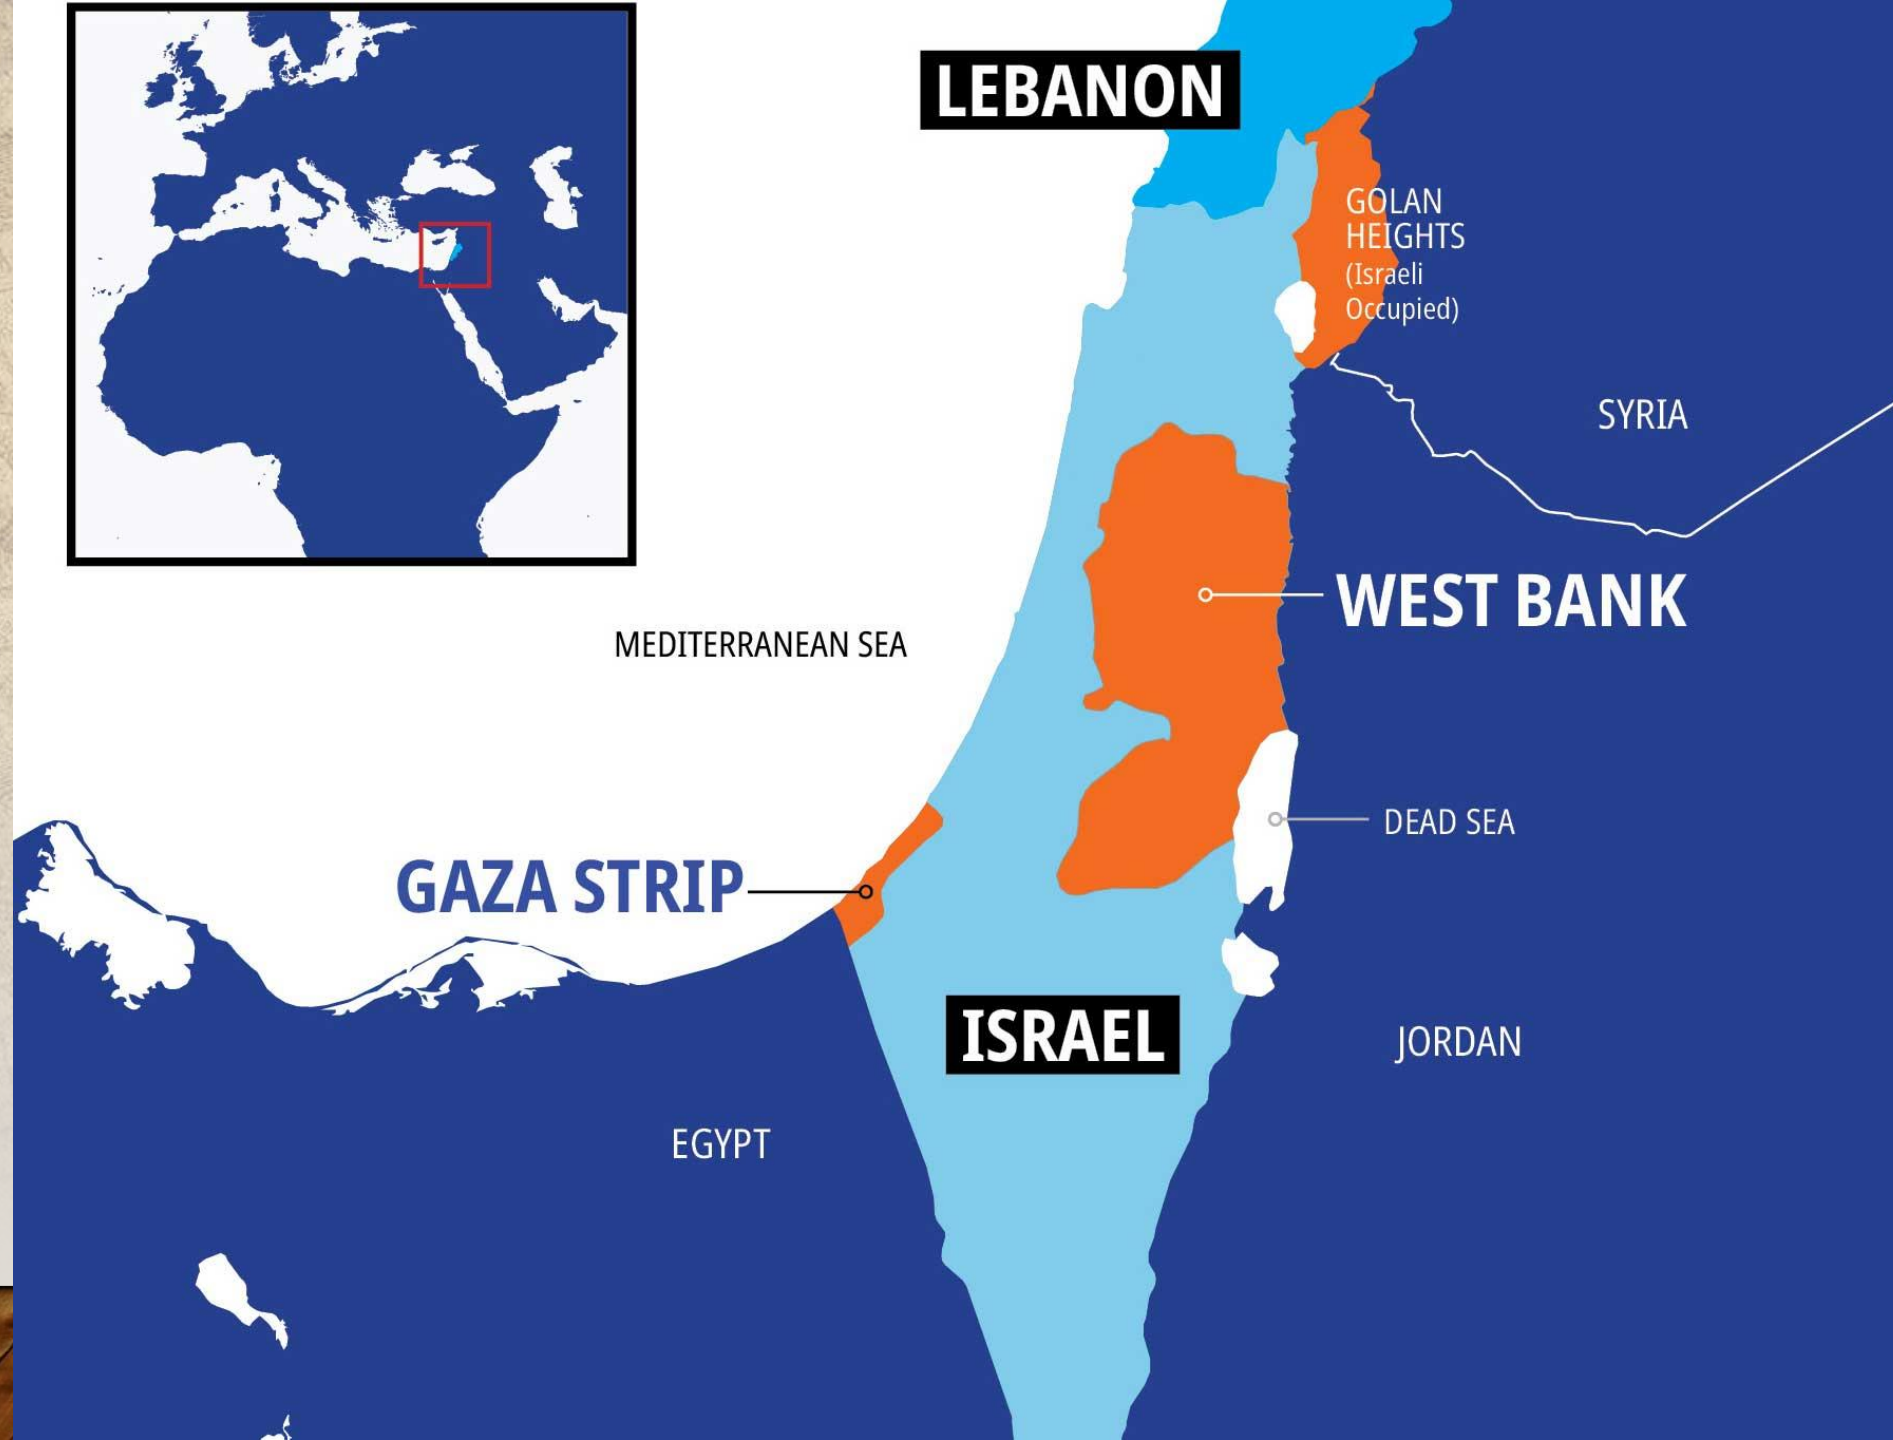 LEBANON
GOLAN
HEIGHTS
(Israeli
Occupied)
SYRIA
WEST BANK
MEDITERRANEAN SEA
DEAD SEA
GAZA STRIP
ISRAEL
JORDAN
EGYPT